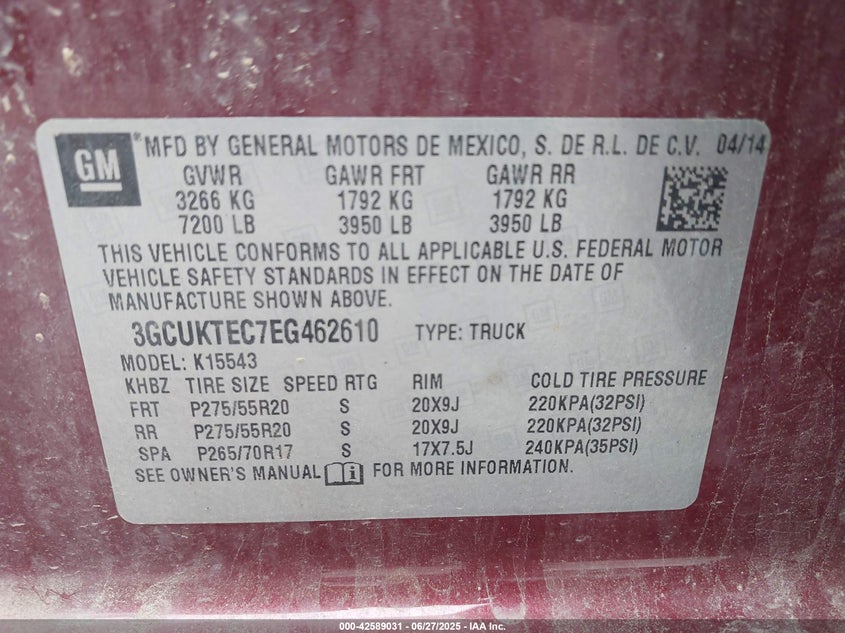 GM
MFD BY GENERAL MOTORS DE MEXICO, S. DE R.L. DE C.V. 04/14
GVWR GAWR FRT GAWR RR
3266 KG 1792 KG 1792 KG
7200 LB 3950 LB 3950 LB
THIS VEHICLE CONFORMS TO ALL APPLICABLE U.S. FEDERAL MOTOR
VEHICLE SAFETY STANDARDS IN EFFECT ON THE DATE OF
MANUFACTURE SHOWN ABOVE.
3GCUKTEC7EG462610 TYPE: TRUCK
MODEL: K15543
KHBZ TIRE SIZE SPEED RTG RIM COLD TIRE PRESSURE
FRT P275/55R20 S 20X9J 220KPA(32PSI)
RR P275/55R20 S 20X9J 220KPA(32PSI)
SPA P265/70R17 S 17X7.5J 240KPA(35PSI)
SEE OWNER'S MANUAL FOR MORE INFORMATION.
000-42589031 - 06/27/2025 - IAA Inc.